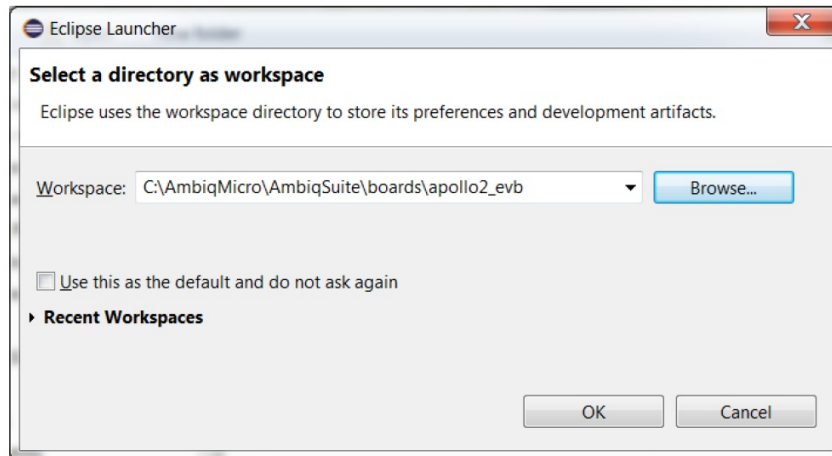 Eclipse Launcher
Select a directory as workspace
Eclipse uses the workspace directory to store its preferences and development artifacts.
Workspace: C:\AmbiqMicro\AmbiqSuite\boards\apollo2_evb Browse...
Use this as the default and do not ask again
Recent Workspaces
OK Cancel